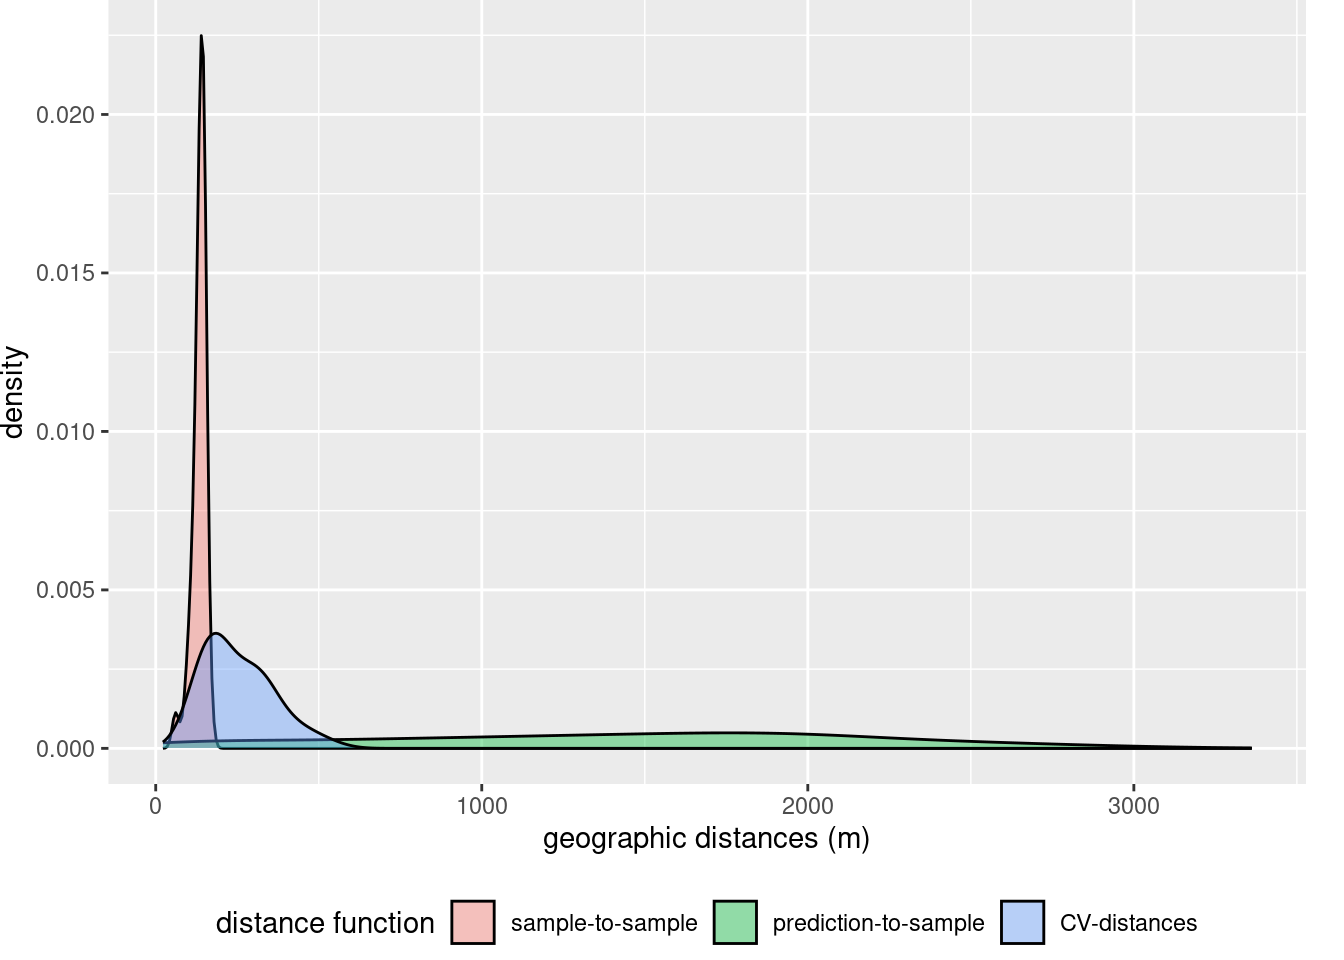 0.020
0.015
0.010
0.005
0.000
density
0 1000 2000 3000
geographic distances (m)
distance function sample-to-sample prediction-to-sample CV-distances